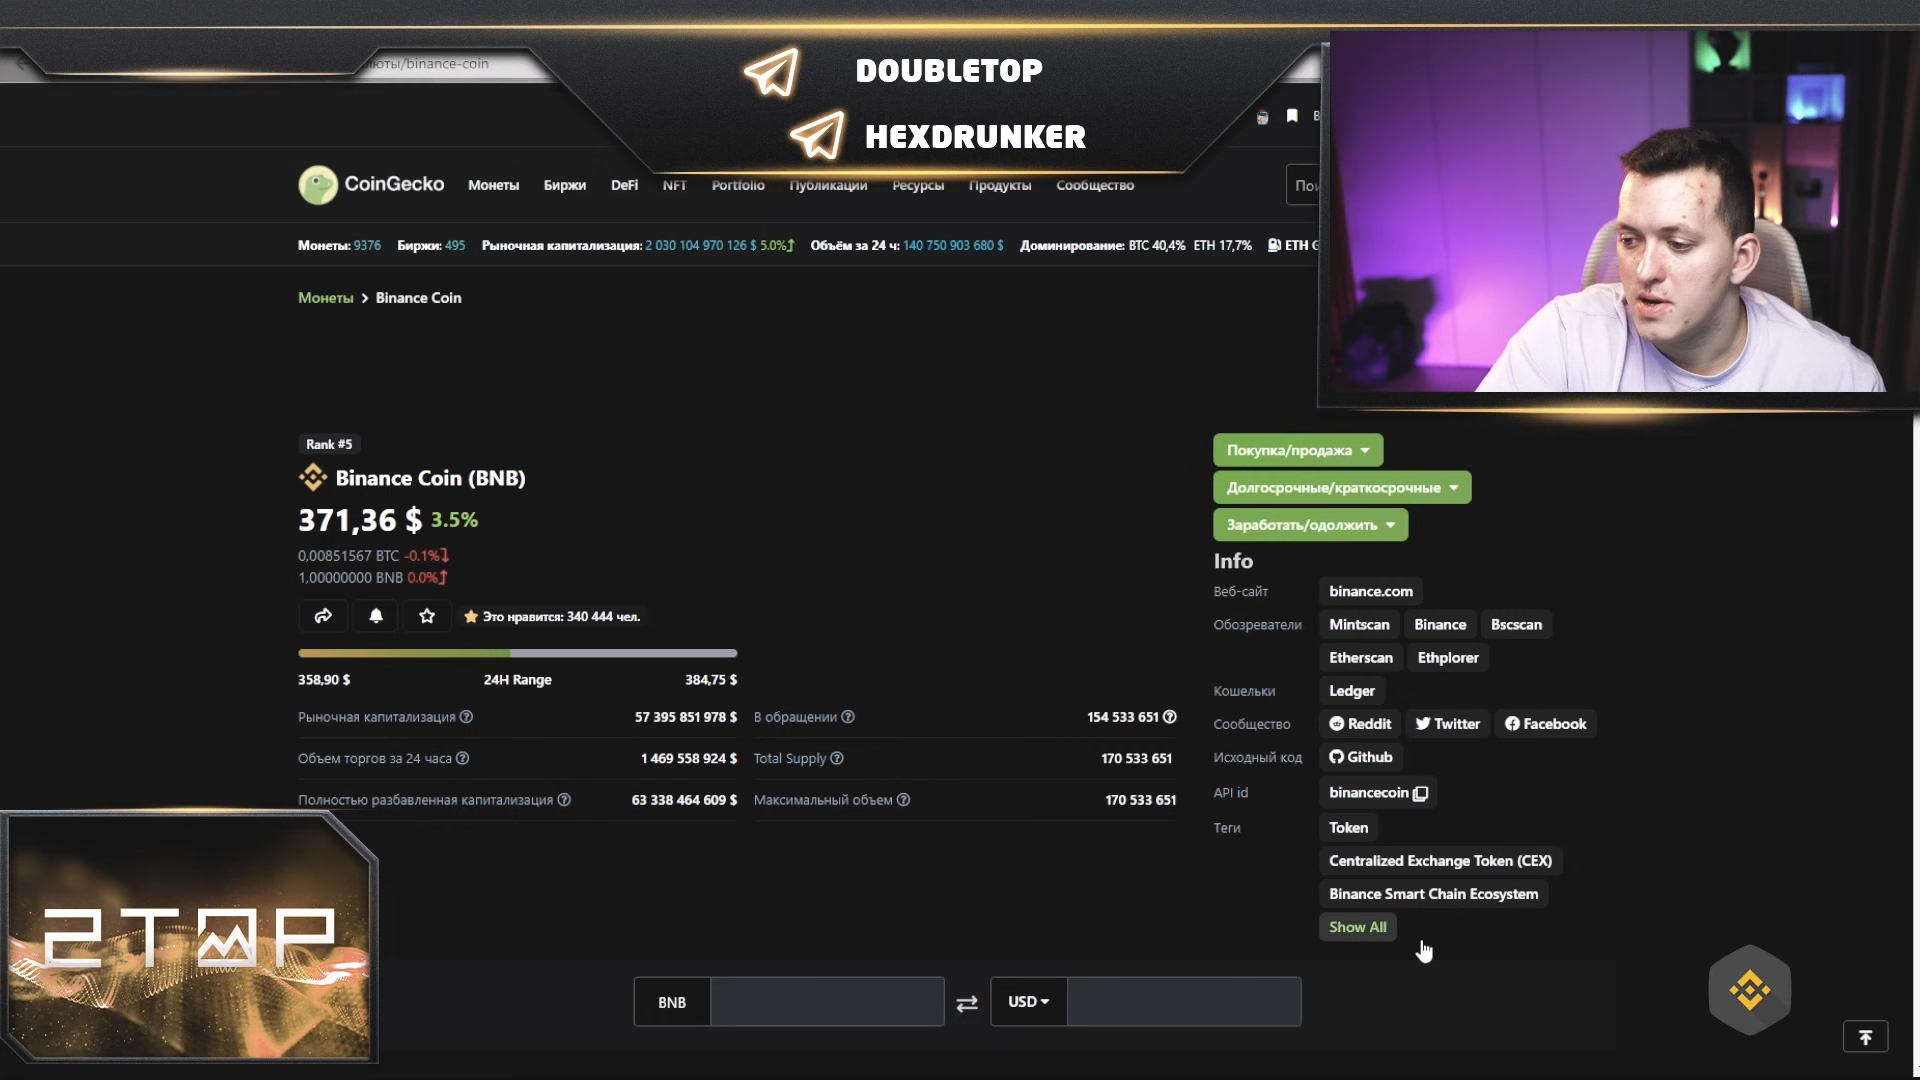 люты/binance-coin
DOUBLETOP
HEXDRUNKER
В
CoinGecko Монеты Биржи DeFi NFT Portfolio Публикации Ресурсы Продукты Сообщество
Монеты: 9376 Биржи: 495 Рыночная капитализация: 2 030 104 970 126 $ 5.0% Объём за 24 ч: 140 750 903 680 $ Доминирование: BTC 40,4% ETH 17,7% ETH
Монеты > Binance Coin
Rank #5
Binance Coin (BNB)
371,36 $ 3.5%
0,00851567 BTC -0.1%
1,00000000 BNB 0.0%
Это нравится: 340 444 чел.
358,90 $ 24H Range 384,75 $
Рыночная капитализация 57 395 851 978 $ В обращении 154 533 651
Объем торгов за 24 часа 1 469 558 924 $ Total Supply 170 533 651
Полностью разбавленная капитализация 63 338 464 609 $ Максимальный объем 170 533 651
Покупка/продажа
Долгосрочные/краткосрочные
Заработать/одолжить
Info
Веб-сайт binance.com
Обозреватели Mintscan Binance Bscscan
Etherscan Ethplorer
Кошельки Ledger
Сообщество Reddit Twitter Facebook
Исходный код Github
API id binancecoin
Теги Token
Centralized Exchange Token (CEX)
Binance Smart Chain Ecosystem
Show All
2TOP
BNB USD